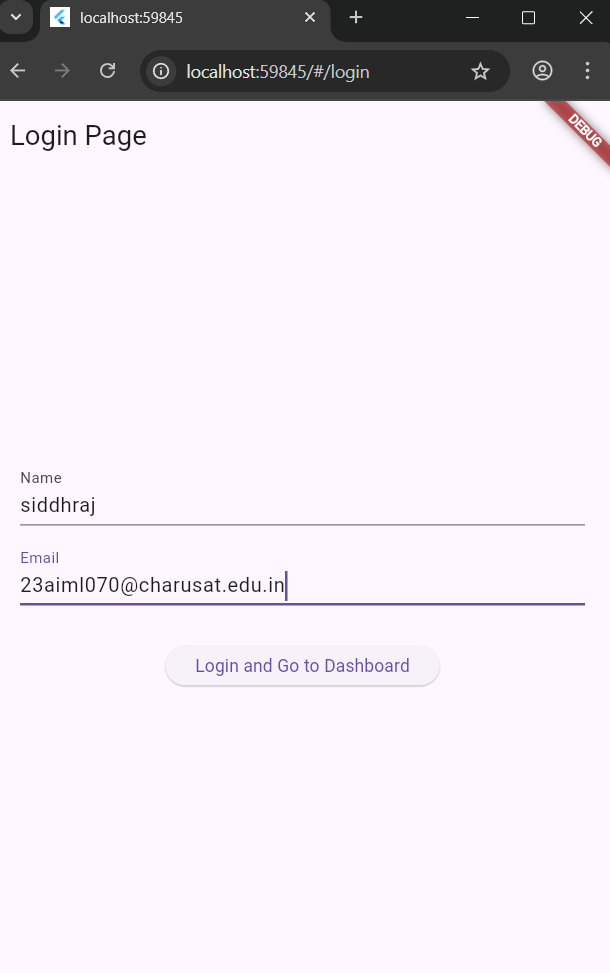 localhost:59845
localhost:59845/#/login
Login Page
DEBUG
Name
siddhraj
Email
23aiml070@charusat.edu.in
Login and Go to Dashboard